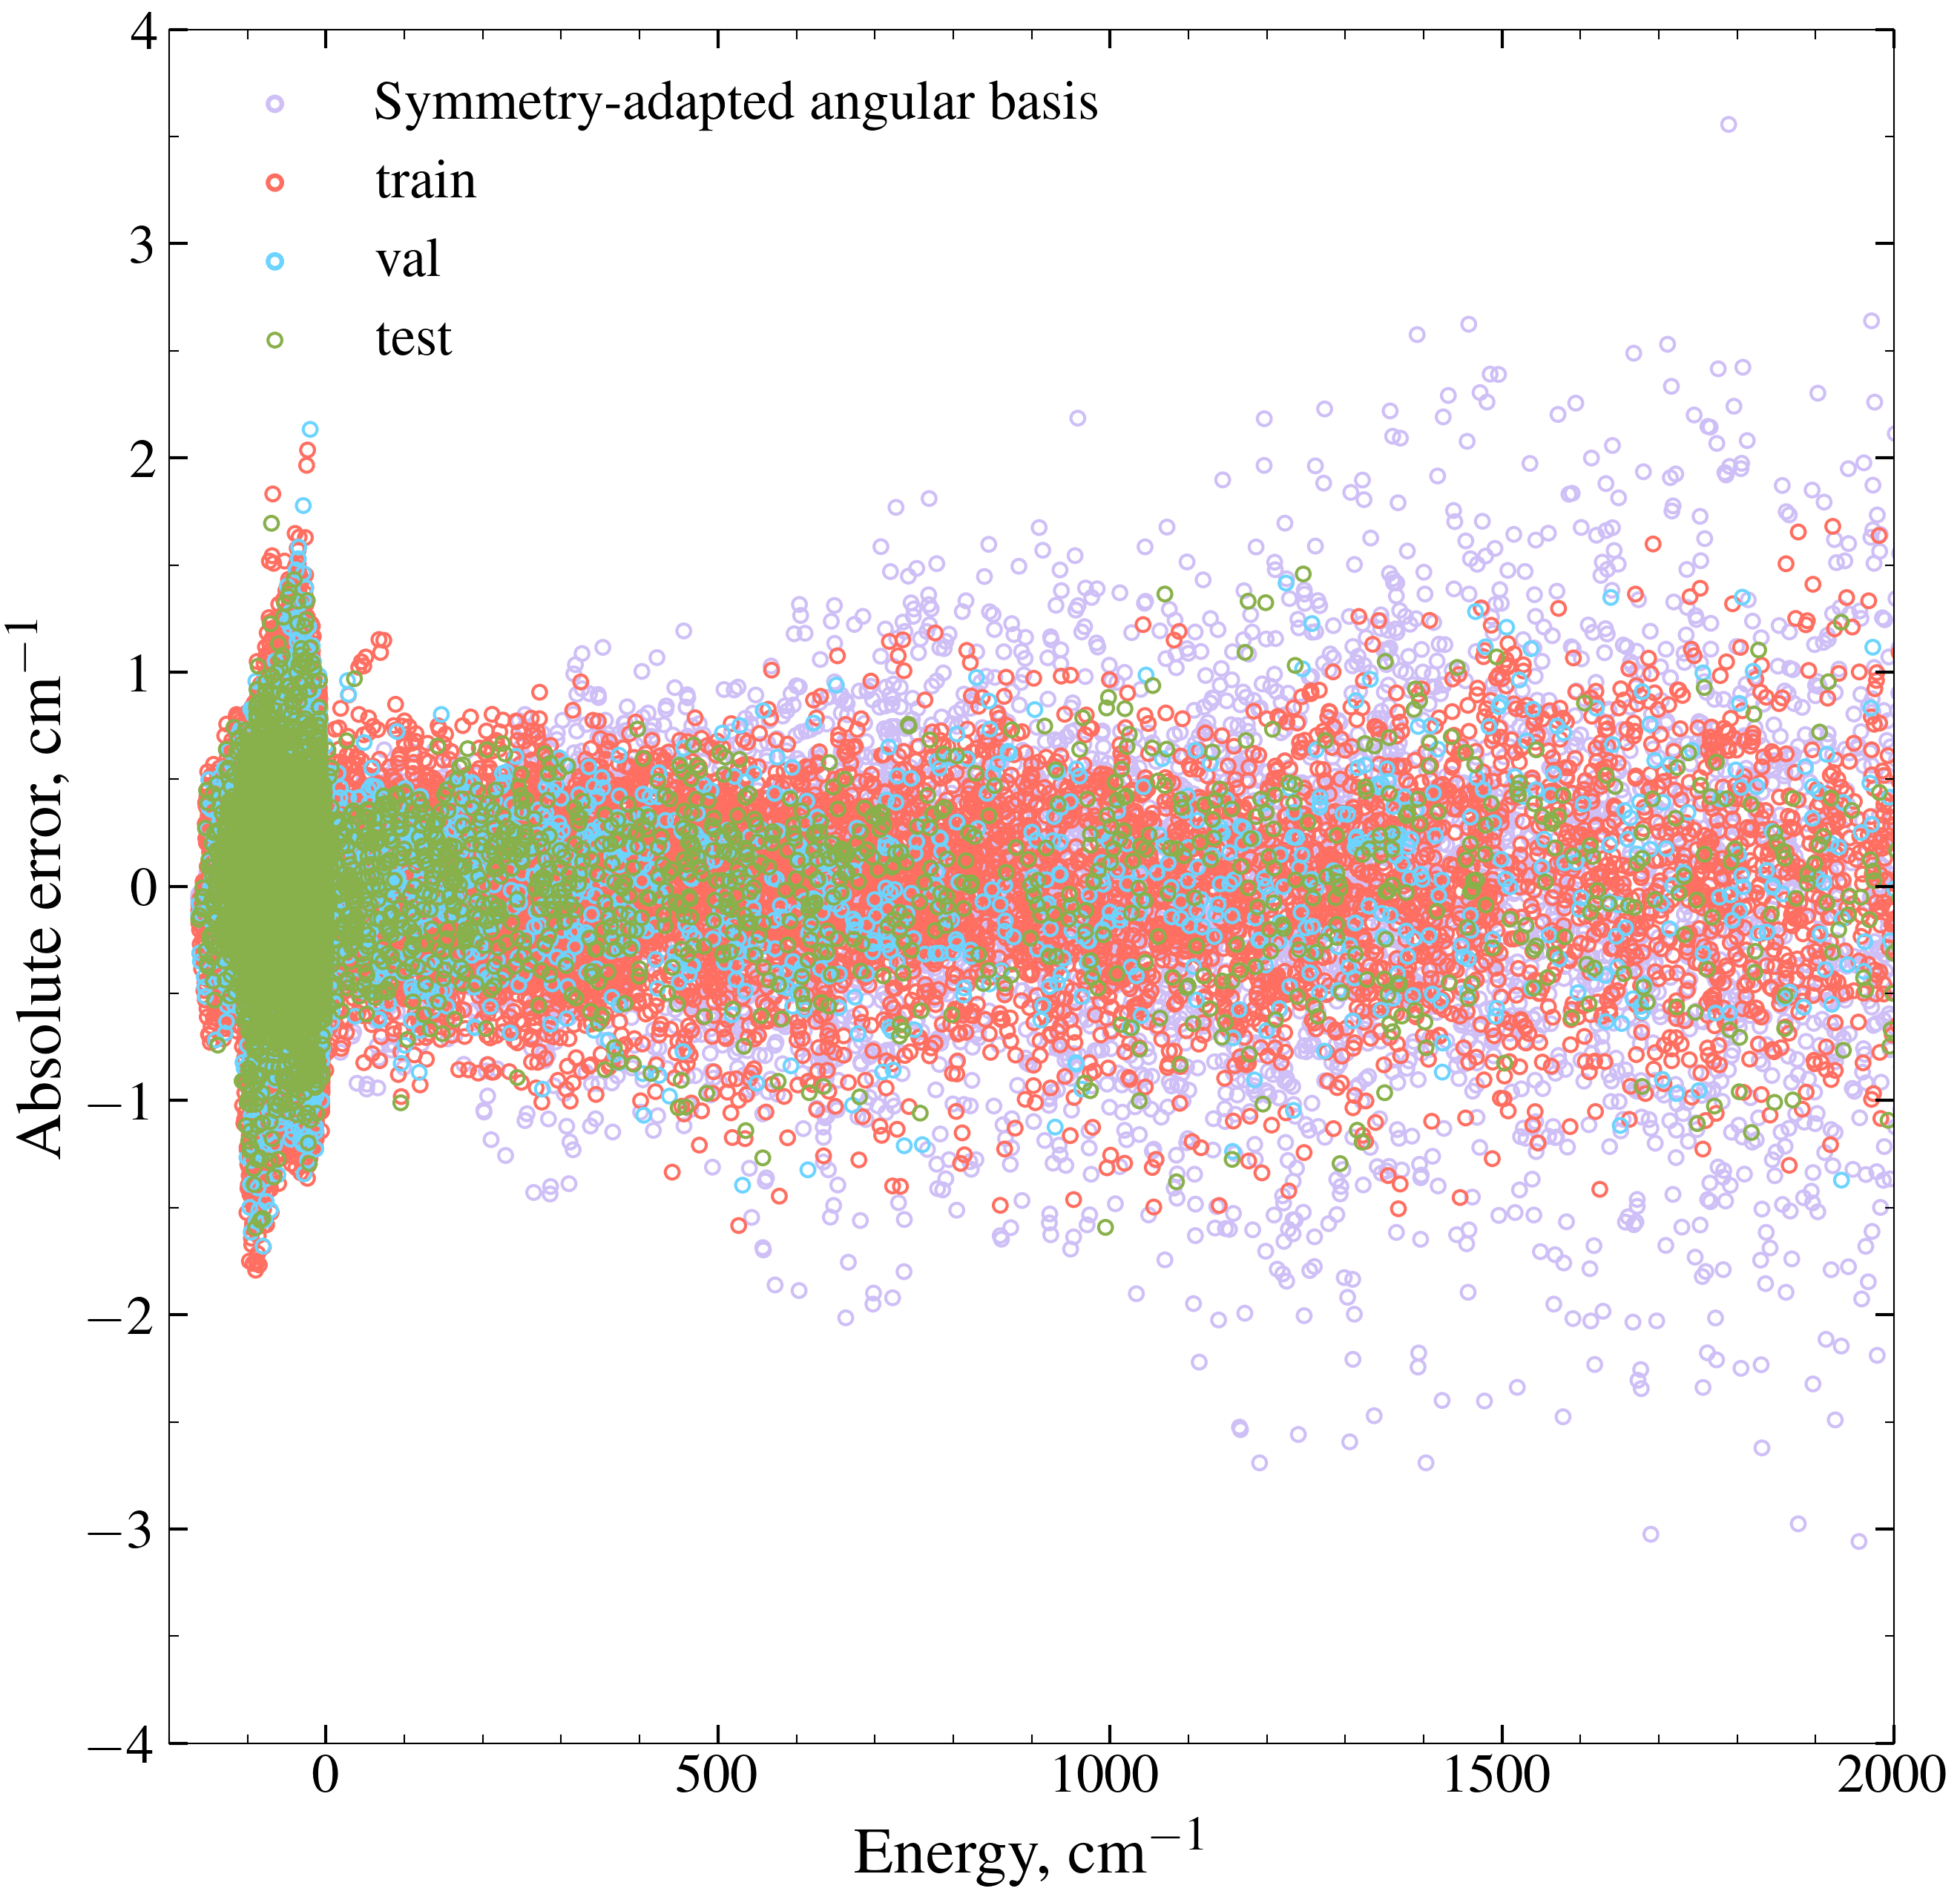 4
3
2
1
0
−1
−2
−3
−4
Absolute error, cm−1
Symmetry-adapted angular basis
train
val
test
0 500 1000 1500 2000
Energy, cm−1